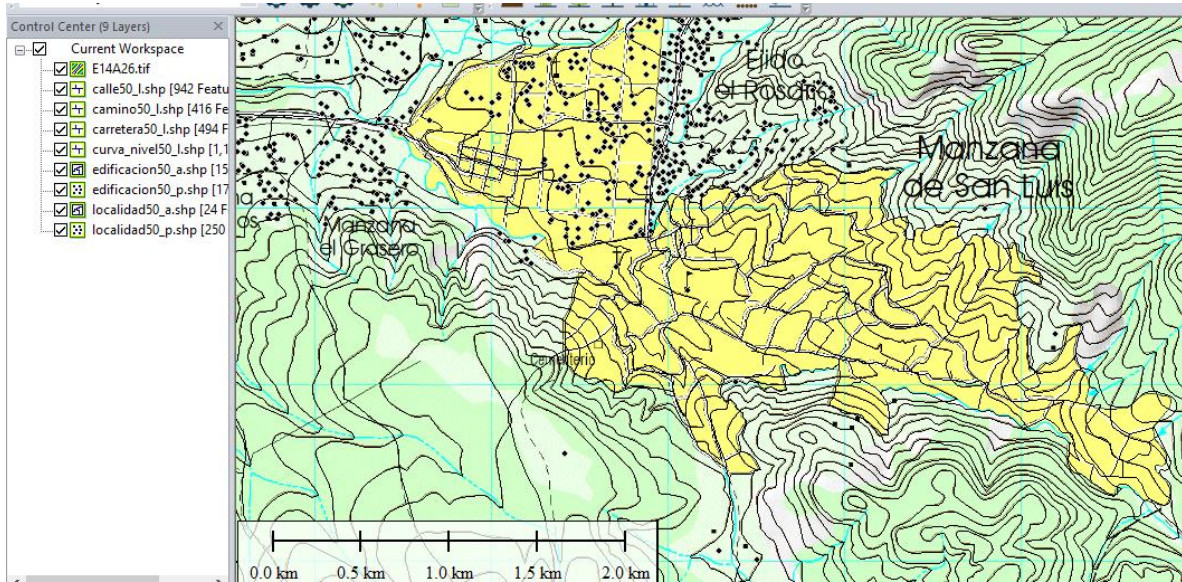 Control Center (9 Layers)
Current Workspace
E14A26.tif
calle50_l.shp [942 Featu
camino50_l.shp [416 Fe
carretera50_l.shp [494 F
curva_nivel50_l.shp [1,1
edificacion50_a.shp [15
edificacion50_p.shp [17
localidad50_a.shp [24 F
localidad50_p.shp [250
Ejido
el Rosario
Manzana
de San Luis
na
os
Manzana
el Grasero
Cementerio
0.0 km 0.5 km 1.0 km 1.5 km 2.0 km